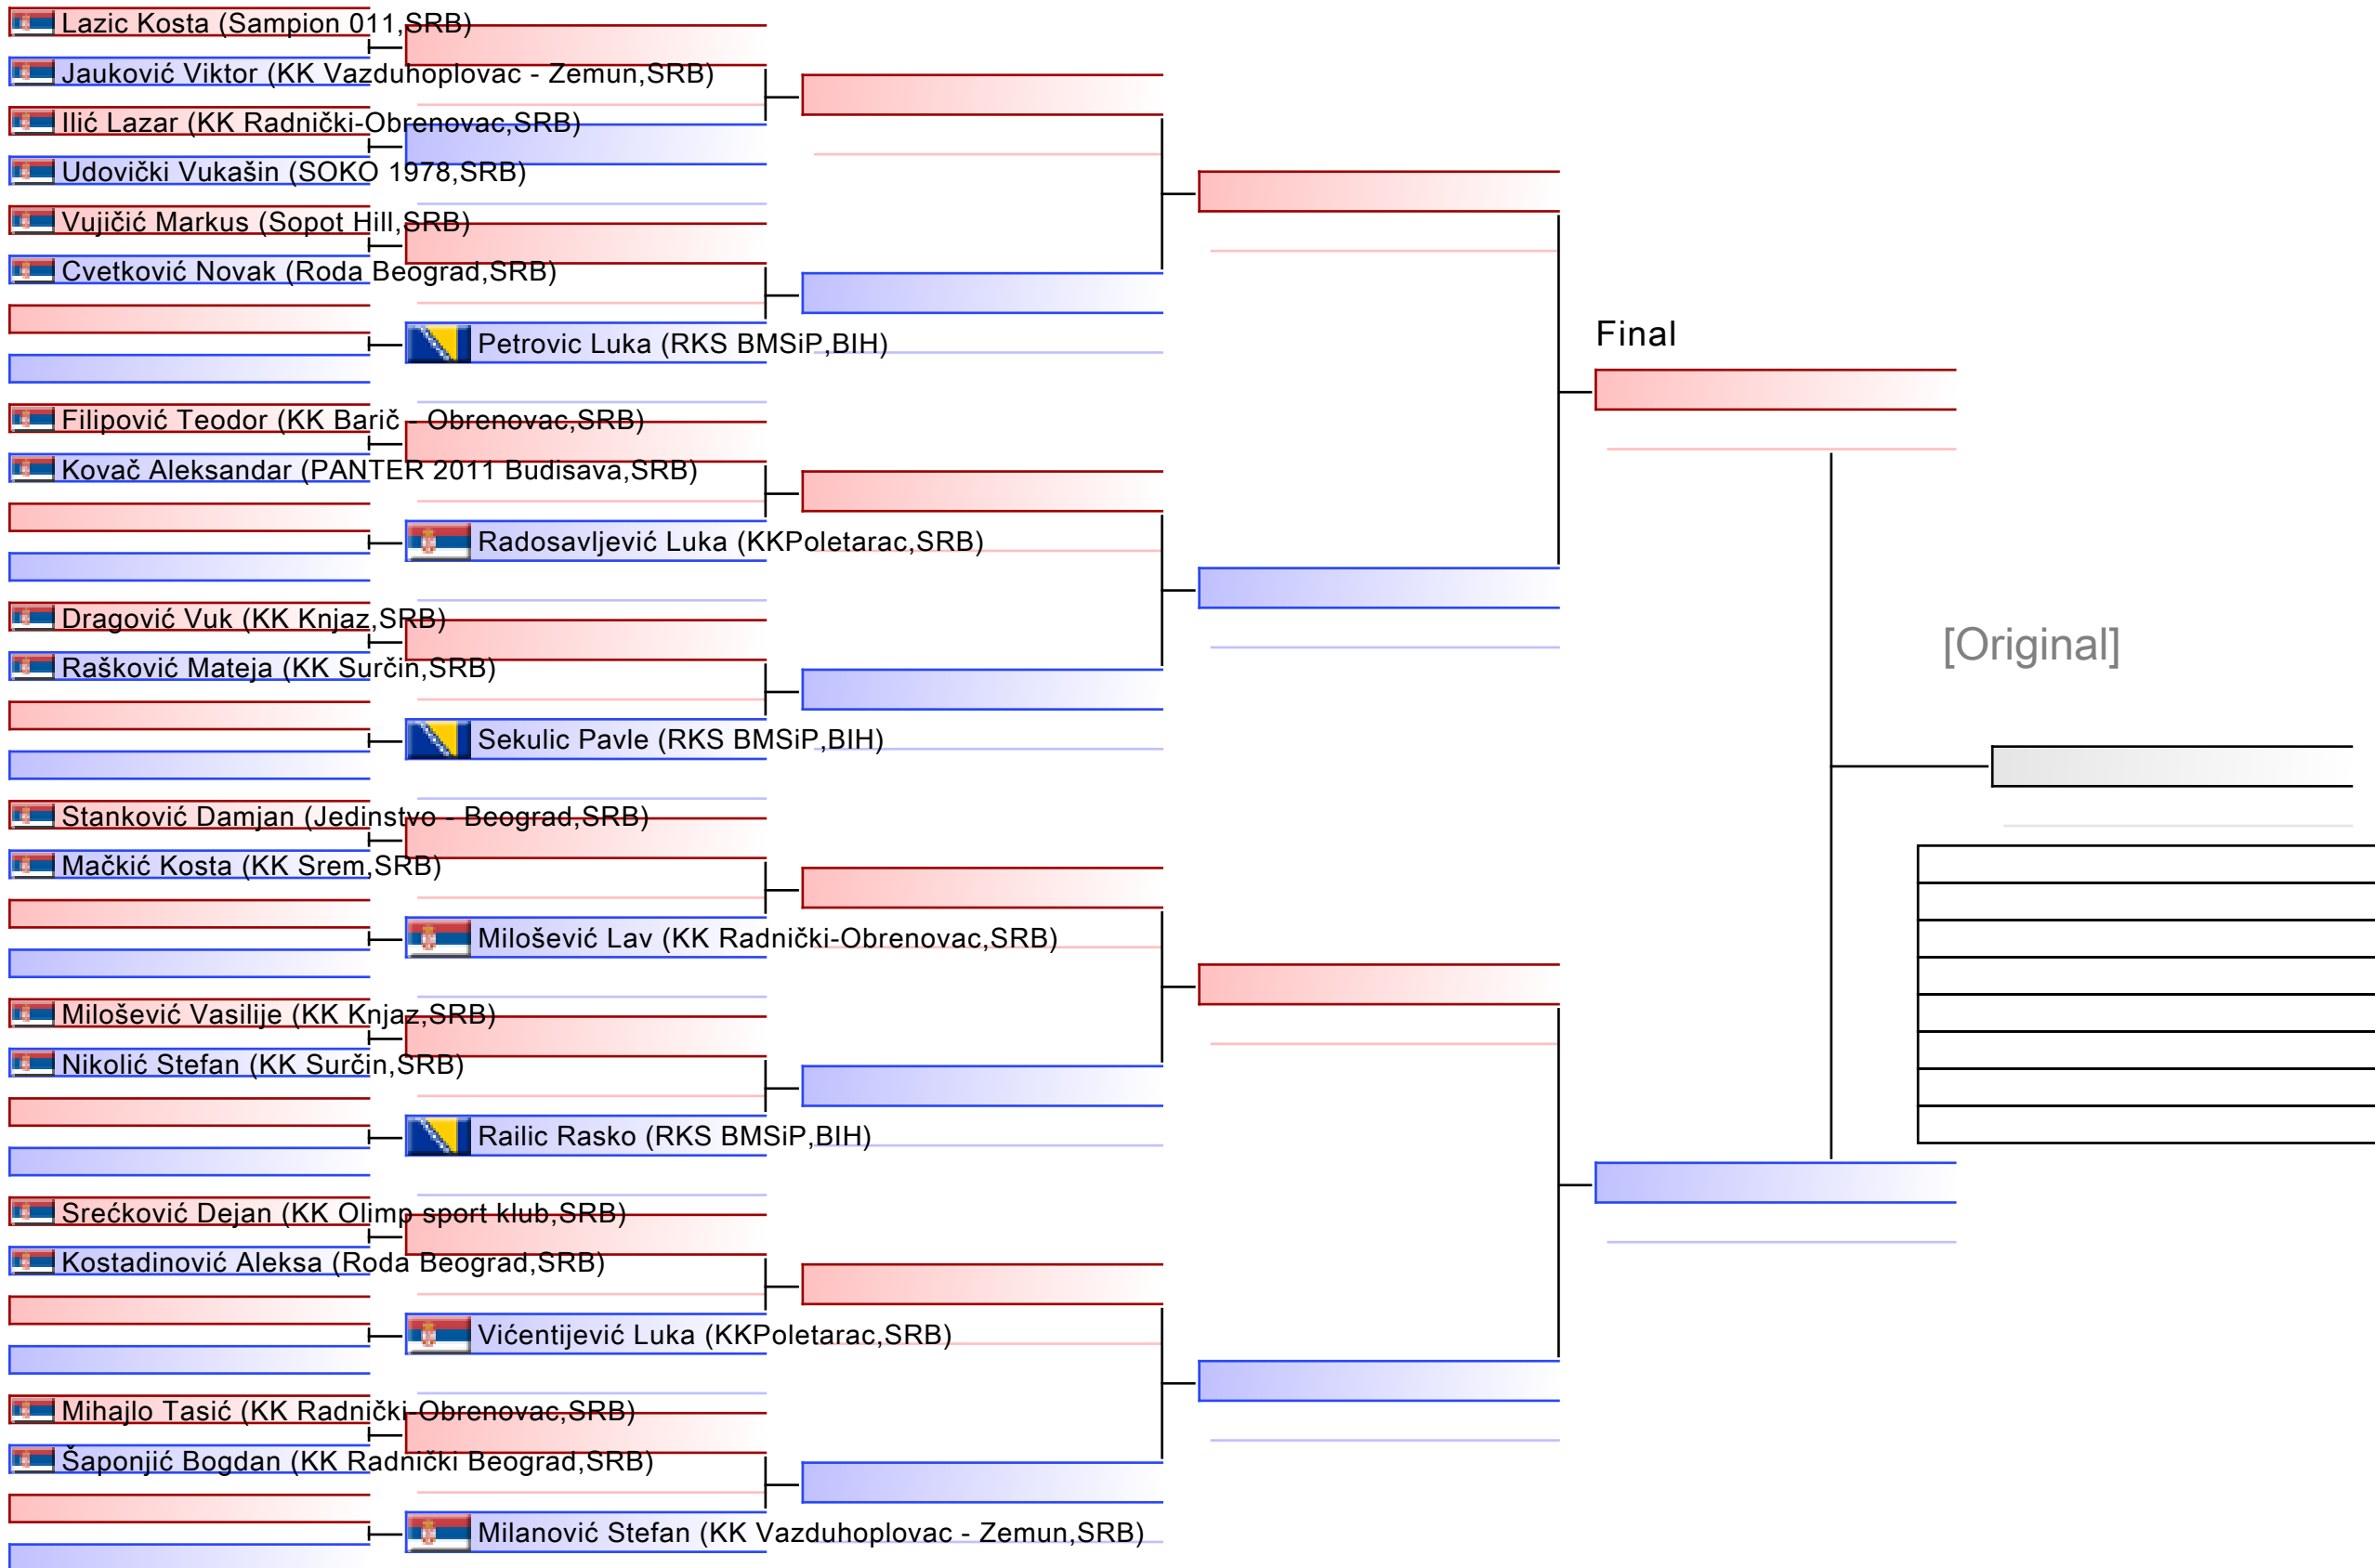 Lazic Kosta (Sampion 011,SRB)
Jauković Viktor (KK Vazduhoplovac - Zemun,SRB)
Ilić Lazar (KK Radnički-Obrenovac,SRB)
Udovički Vukašin (SOKO 1978,SRB)
Vujičić Markus (Sopot Hill,SRB)
Cvetković Novak (Roda Beograd,SRB)
Petrovic Luka (RKS BMSiP,BIH)
Final
Filipović Teodor (KK Barič - Obrenovac,SRB)
Kovač Aleksandar (PANTER 2011 Budisava,SRB)
Radosavljević Luka (KKPoletarac,SRB)
Dragović Vuk (KK Knjaz,SRB)
[Original]
Rašković Mateja (KK Surčin,SRB)
Sekulic Pavle (RKS BMSiP,BIH)
Stanković Damjan (Jedinstvo - Beograd,SRB)
Mačkić Kosta (KK Srem,SRB)
Milošević Lav (KK Radnički-Obrenovac,SRB)
Milošević Vasilije (KK Knjaz,SRB)
Nikolić Stefan (KK Surčin,SRB)
Railic Rasko (RKS BMSiP,BIH)
Srećković Dejan (KK Olimp sport klub,SRB)
Kostadinović Aleksa (Roda Beograd,SRB)
Vićentijević Luka (KKPoletarac,SRB)
Mihajlo Tasić (KK Radnički-Obrenovac,SRB)
Šaponjić Bogdan (KK Radnički Beograd,SRB)
Milanović Stefan (KK Vazduhoplovac - Zemun,SRB)